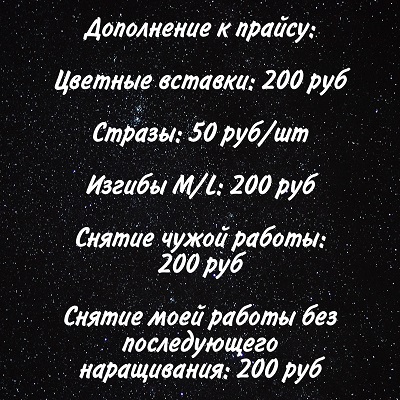 Дополнение к прайсу:
Цветные вставки: 200 руб
Стразы: 50 руб/шт
Изгибы M/L: 200 руб
Снятие чужой работы:
200 руб
Снятие моей работы без
последующего
наращивания: 200 руб